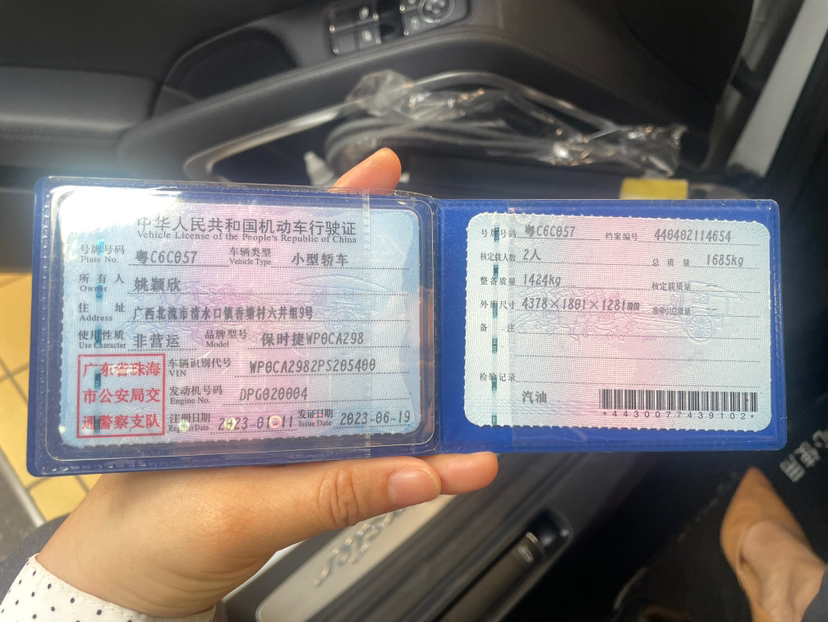 中华人民共和国机动车行驶证
Vehicle License of the People's Republic of China
号牌号码 粤C6C057 车辆类型 小型轿车
Plate No. Vehicle Type
所有人 姚颖欣
Owner
住址 广西北流市清水口镇香塘村六井组9号
Address
使用性质 非营运 品牌型号 保时捷WP0CA298
Use Character Model
广东省珠海
市公安局交
通警察支队
车辆识别代号 WP0CA2982PS205400
VIN
发动机号码 DPG020004
Engine No.
注册日期 2023-01-11 发证日期 2023-06-19
Register Date Issue Date
号牌号码 粤C6C057 档案编号 440402114654
核定载人数 2人 总质量 1685kg
整备质量 1424kg 核定载质量 --
外廓尺寸 4378×1801×1281mm 准牵引总质量 --
备注
检验记录
汽油
*4430077439102*
心使用